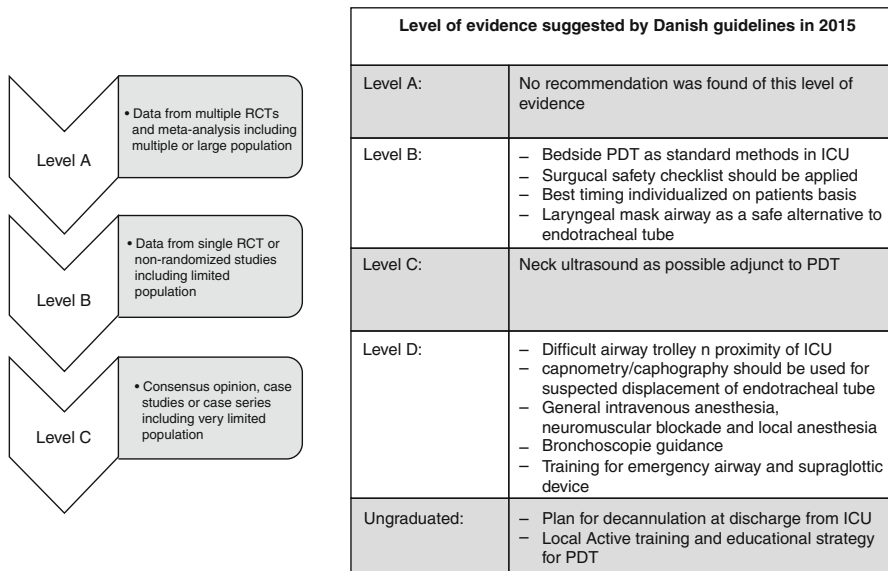 Level A
• Data from multiple RCTs
and meta-analysis including
multiple or large population
Level B
• Data from single RCT or
non-randomized studies
including limited
population
Level C
• Consensus opinion, case
studies or case series
including very limited
population
Level of evidence suggested by Danish guidelines in 2015
Level A:
No recommendation was found of this level of
evidence
Level B:
– Bedside PDT as standard methods in ICU
– Surgucal safety checklist should be applied
– Best timing individualized on patients basis
– Laryngeal mask airway as a safe alternative to
endotracheal tube
Level C:
Neck ultrasound as possible adjunct to PDT
Level D:
– Difficult airway trolley n proximity of ICU
– capnometry/caphography should be used for
suspected displacement of endotracheal tube
– General intravenous anesthesia,
neuromuscular blockade and local anesthesia
– Bronchoscopie guidance
– Training for emergency airway and supraglottic
device
Ungraduated:
– Plan for decannulation at discharge from ICU
– Local Active training and educational strategy
for PDT